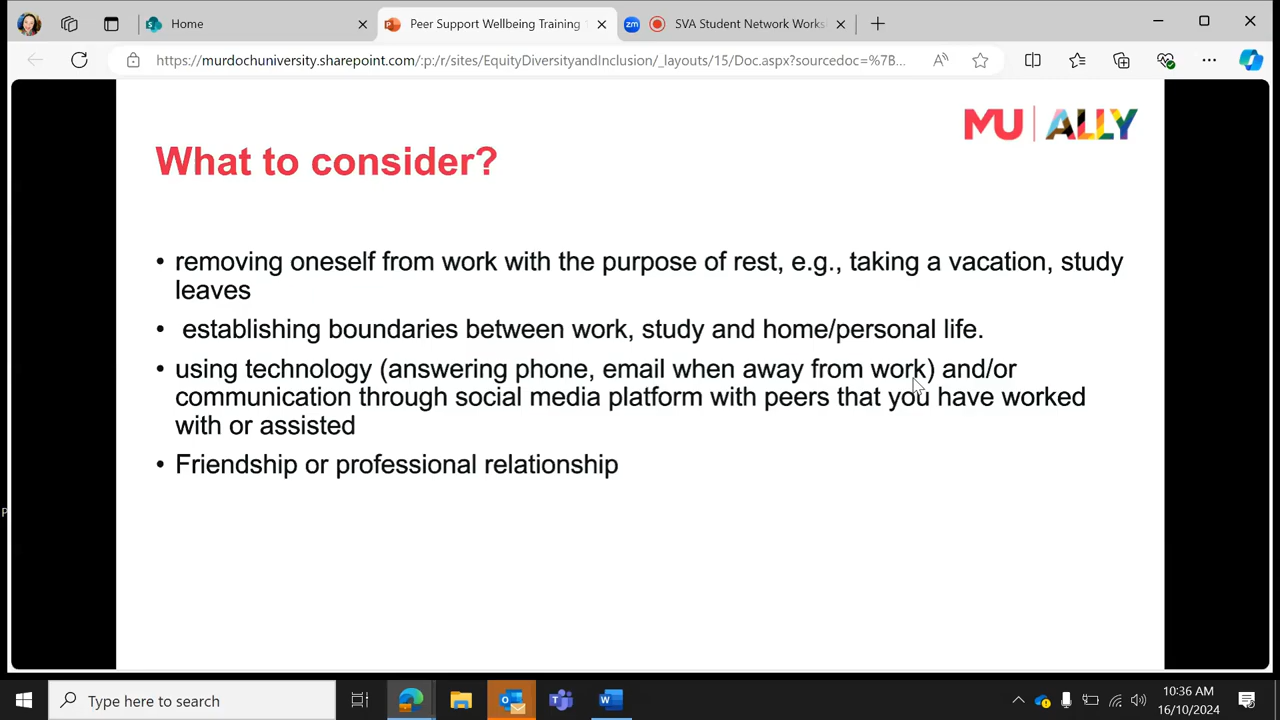 Home
Peer Support Wellbeing Training
zm
SVA Student Network Works
https://murdochuniversity.sharepoint.com/:p:/r/sites/EquityDiversityandInclusion/_layouts/15/Doc.aspx?sourcedoc=%7B...
MU ALLY
What to consider?
• removing oneself from work with the purpose of rest, e.g., taking a vacation, study
leaves
• establishing boundaries between work, study and home/personal life.
• using technology (answering phone, email when away from work) and/or
communication through social media platform with peers that you have worked
with or assisted
• Friendship or professional relationship
P
Type here to search
10:36 AM
16/10/2024